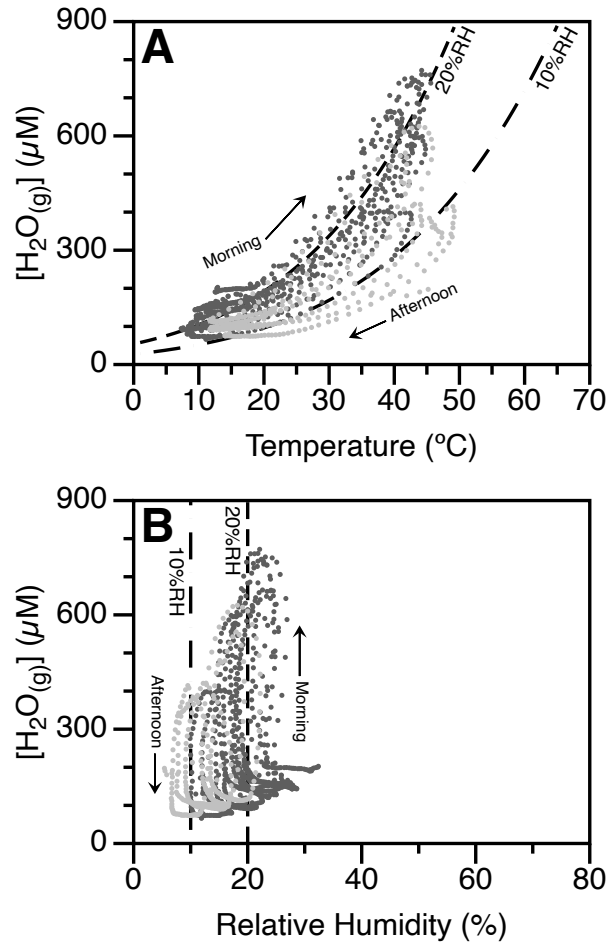 A
900
600
300
0
[H₂O₍g₎] (µM)
20%RH
10%RH
Morning
Afternoon
0 10 20 30 40 50 60 70
Temperature (ºC)
B
900
600
300
0
[H₂O₍g₎] (µM)
10%RH
20%RH
Afternoon
Morning
0 20 40 60 80
Relative Humidity (%)